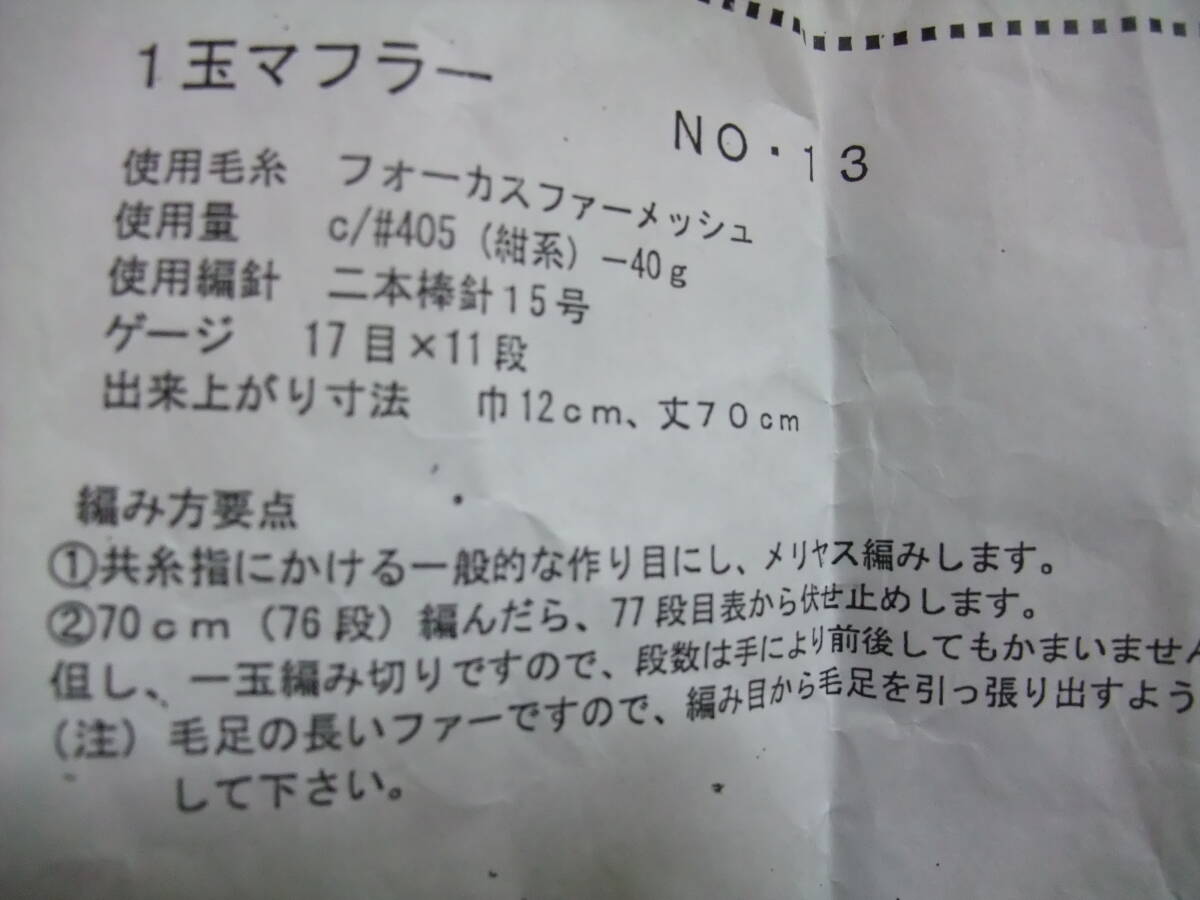 1玉マフラー
NO・13
使用毛糸　フォーカスファーメッシュ
使用量　c/#405（紺系）−40g
使用編針　二本棒針15号
ゲージ　17目×11段
出来上がり寸法　巾12cm、丈70cm
編み方要点
①共糸指にかける一般的な作り目にし、メリヤス編みします。
②70cm（76段）編んだら、77段目表から伏せ止めします。
但し、一玉編み切りですので、段数は手により前後してもかまいません
（注）毛足の長いファーですので、編み目から毛足を引っ張り出すよう
して下さい。